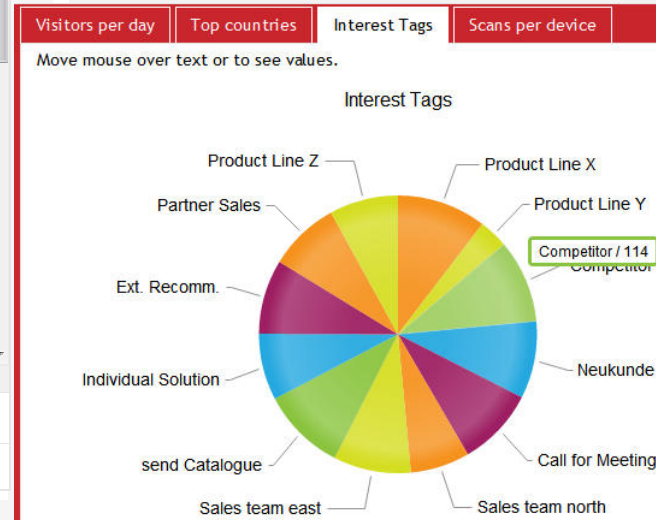 Visitors per day
Top countries
Interest Tags
Scans per device
Move mouse over text or to see values.
Interest Tags
Product Line Z
Product Line X
Partner Sales
Product Line Y
Competitor / 114
Competitor
Ext. Recomm.
Neukunde
Individual Solution
Call for Meeting
send Catalogue
Sales team east
Sales team north